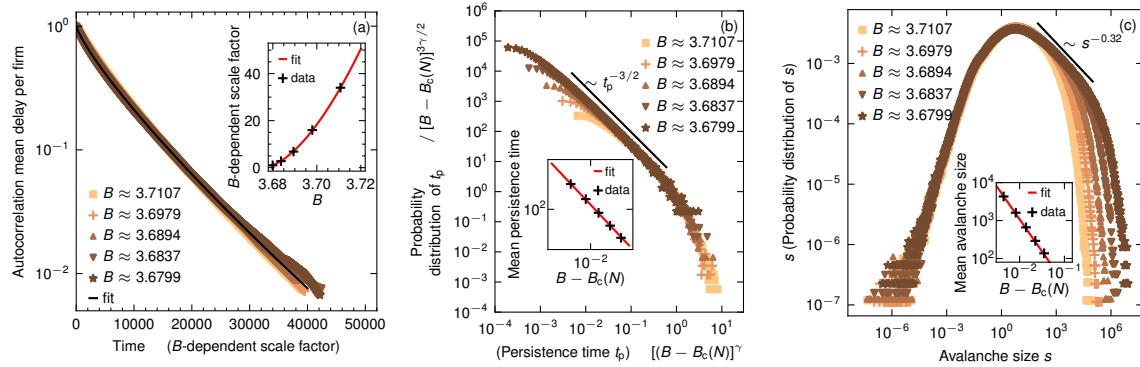 (a)
Autocorrelation mean delay per firm
10^0
10^-1
10^-2
B-dependent scale factor
40
20
0
3.68 3.70 3.72
B
fit
data
B ≈ 3.7107
B ≈ 3.6979
B ≈ 3.6894
B ≈ 3.6837
B ≈ 3.6799
fit
0 10000 20000 30000 40000 50000
Time (B-dependent scale factor)
(b)
Probability distribution of t_p / [B − B_c(N)]^{3γ/2}
10^6
10^5
10^4
10^3
10^2
10^1
10^0
10^-1
10^-2
10^-3
10^-4
B ≈ 3.7107
B ≈ 3.6979
B ≈ 3.6894
B ≈ 3.6837
B ≈ 3.6799
~ t_p^{−3/2}
Mean persistence time
10^2
10^-2
B − B_c(N)
fit
data
10^-4 10^-3 10^-2 10^-1 10^0 10^1
(Persistence time t_p) [(B − B_c(N)]^γ
(c)
s (Probability distribution of s)
10^-3
10^-4
10^-5
10^-6
10^-7
B ≈ 3.7107
B ≈ 3.6979
B ≈ 3.6894
B ≈ 3.6837
B ≈ 3.6799
~ s^{−0.32}
Mean avalanche size
10^4
10^3
10^2
10^-2 10^-1
B − B_c(N)
fit
data
10^-6 10^-3 10^0 10^3 10^6
Avalanche size s